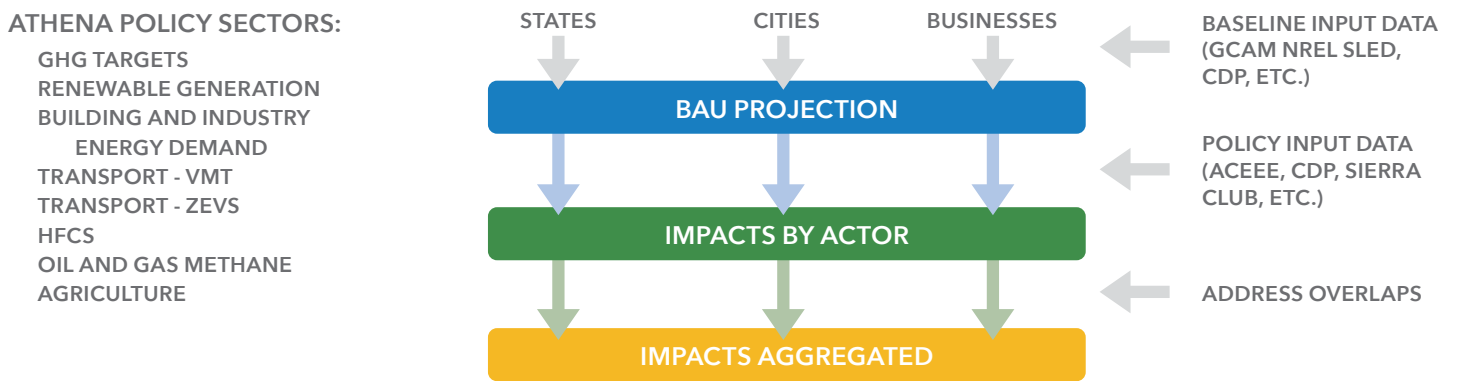 ATHENA POLICY SECTORS:
GHG TARGETS
RENEWABLE GENERATION
BUILDING AND INDUSTRY
ENERGY DEMAND
TRANSPORT - VMT
TRANSPORT - ZEVS
HFCS
OIL AND GAS METHANE
AGRICULTURE
STATES
CITIES
BUSINESSES
BAU PROJECTION
IMPACTS BY ACTOR
IMPACTS AGGREGATED
BASELINE INPUT DATA
(GCAM NREL SLED,
CDP, ETC.)
POLICY INPUT DATA
(ACEEE, CDP, SIERRA
CLUB, ETC.)
ADDRESS OVERLAPS